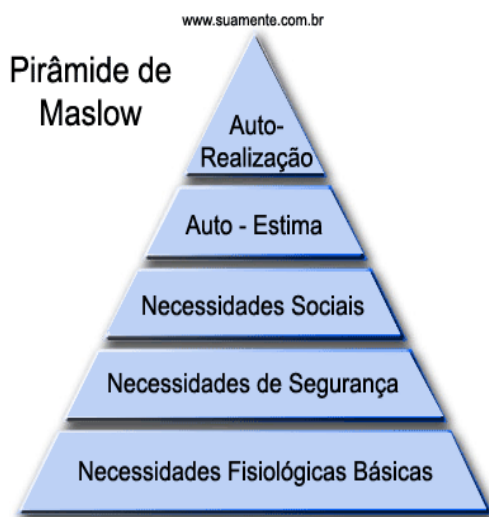 www.suamente.com.br
Pirâmide de
Maslow
Auto-
Realização
Auto - Estima
Necessidades Sociais
Necessidades de Segurança
Necessidades Fisiológicas Básicas